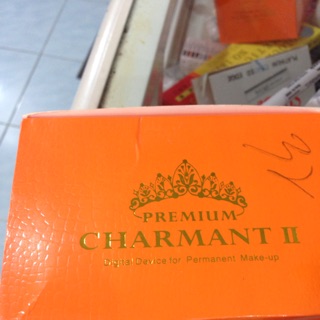 PREMIUM
CHARMANT II
Digital Device for Permanent Make-up